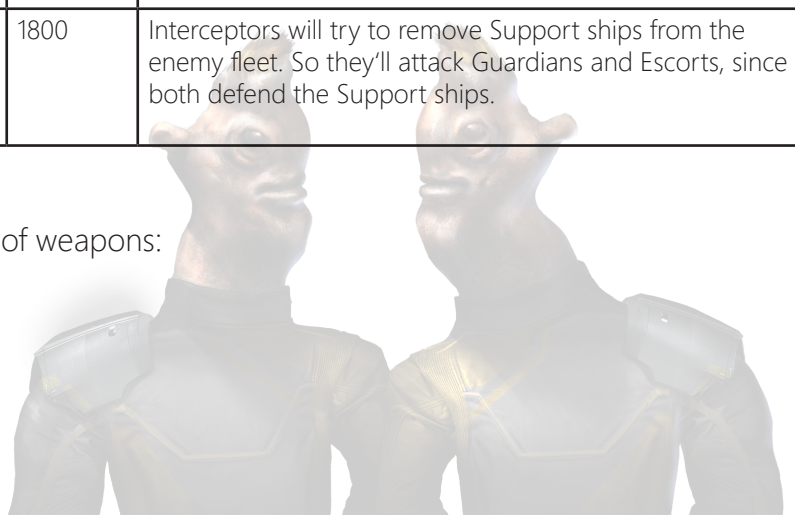 1800
Interceptors will try to remove Support ships from the
enemy fleet. So they’ll attack Guardians and Escorts, since
both defend the Support ships.
of weapons: